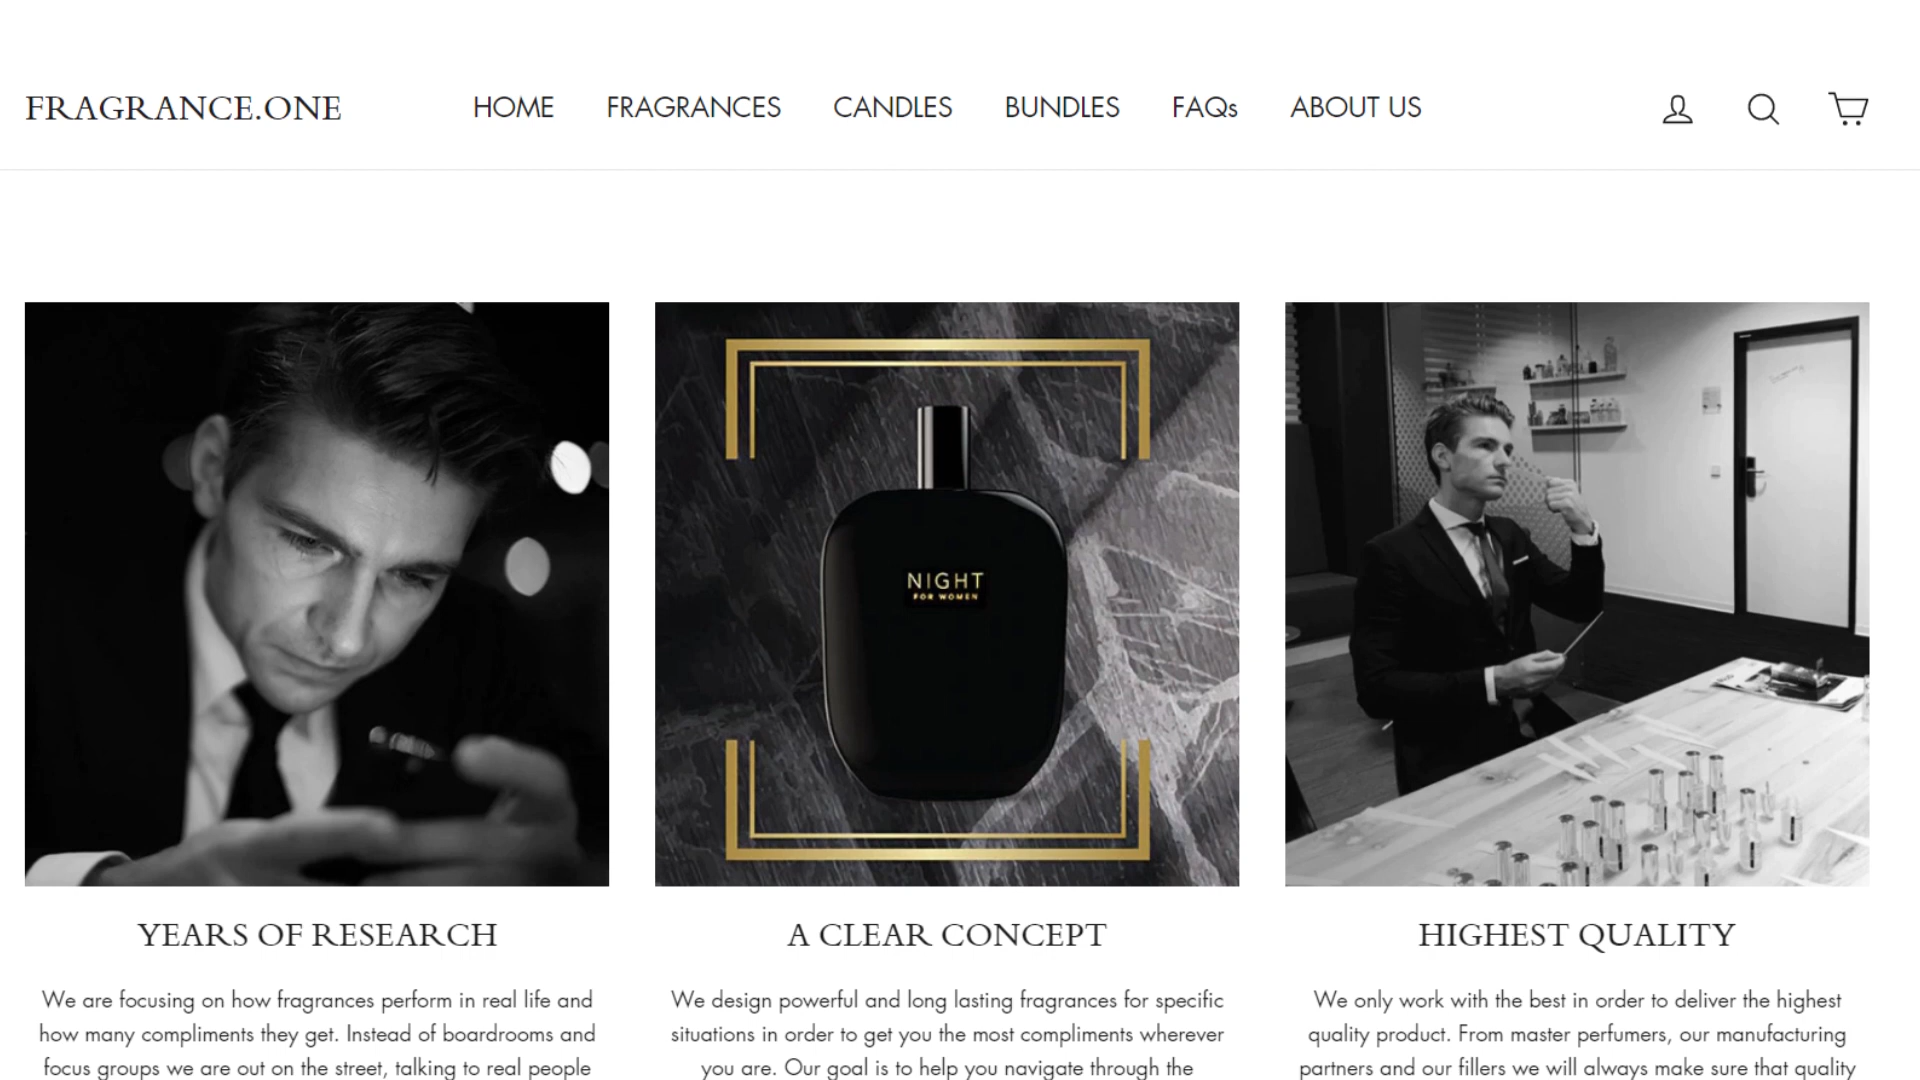 FRAGRANCE.ONE
HOME FRAGRANCES CANDLES BUNDLES FAQs ABOUT US
NIGHT
FOR WOMEN
YEARS OF RESEARCH
We are focusing on how fragrances perform in real life and
how many compliments they get. Instead of boardrooms and
focus groups we are out on the street, talking to real people
A CLEAR CONCEPT
We design powerful and long lasting fragrances for specific
situations in order to get you the most compliments wherever
you are. Our goal is to help you navigate through the
HIGHEST QUALITY
We only work with the best in order to deliver the highest
quality product. From master perfumers, our manufacturing
partners and our fillers we will always make sure that quality